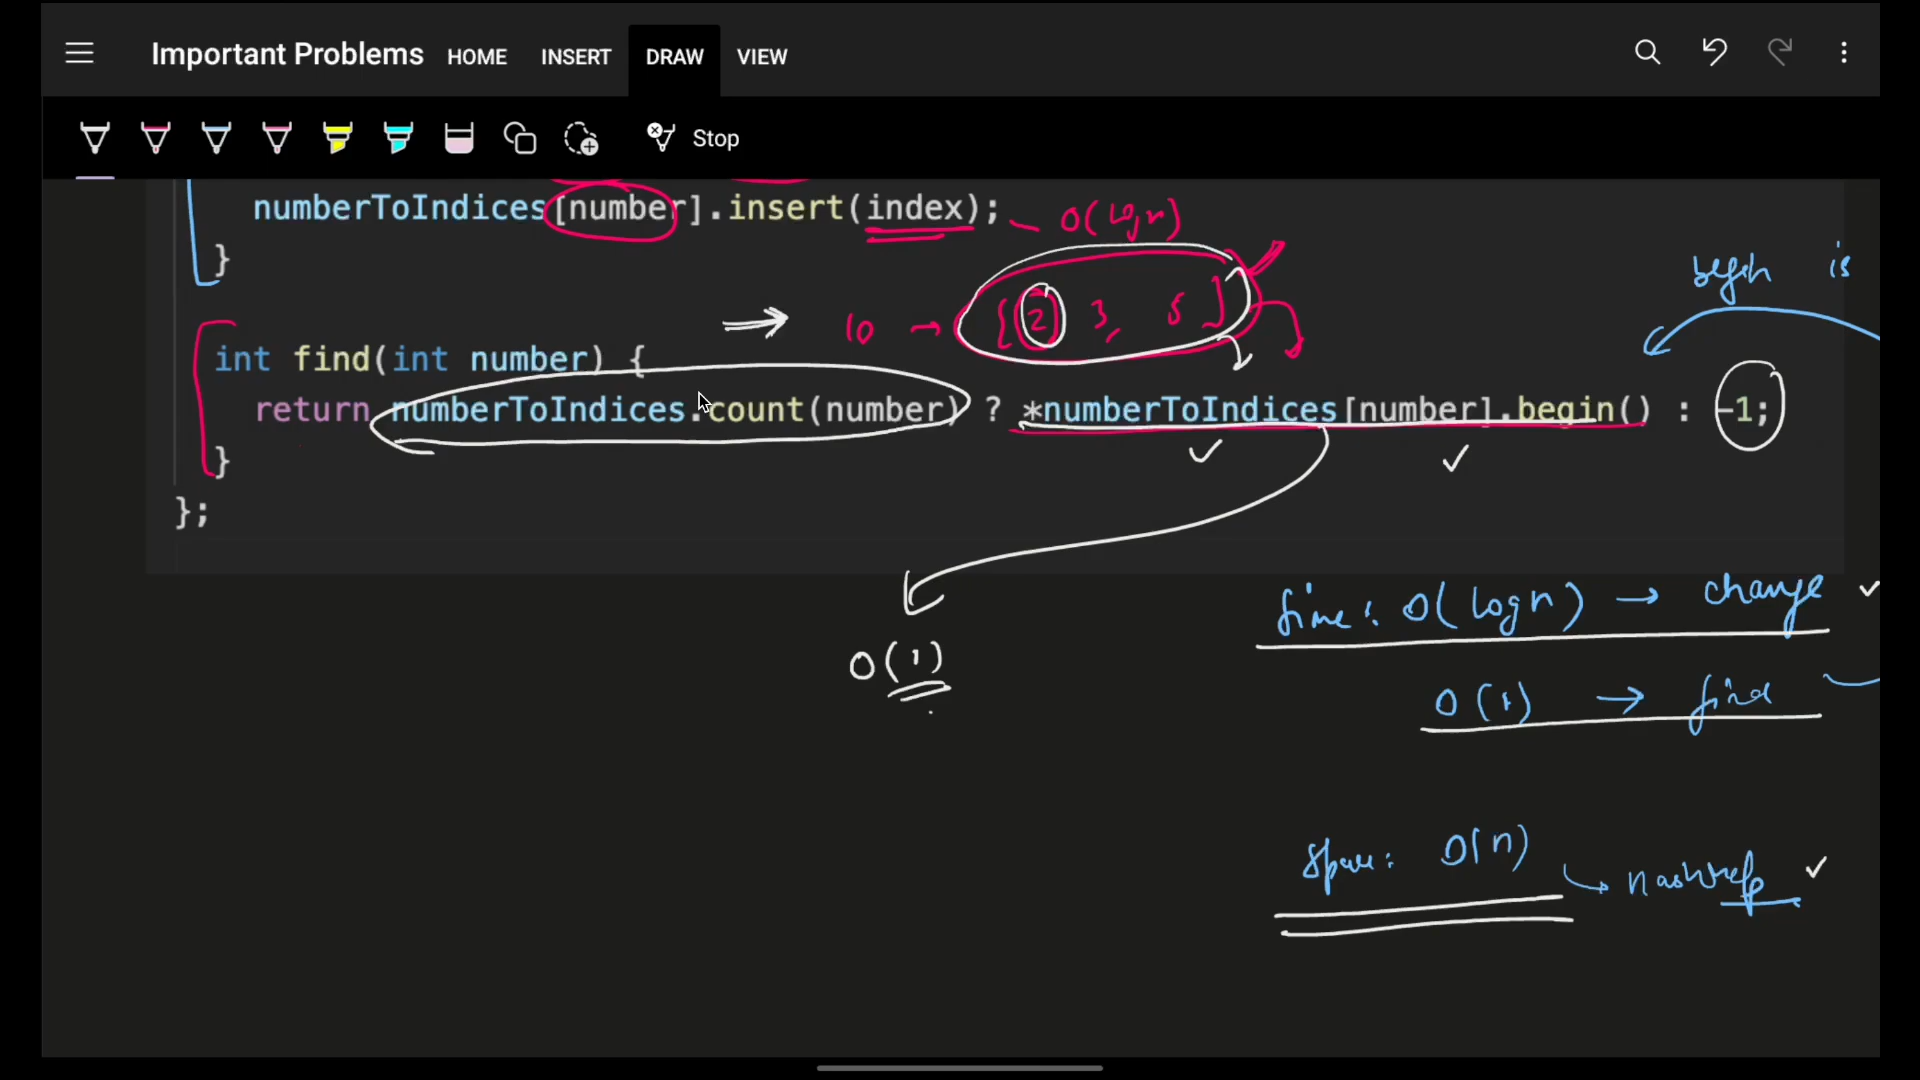 Important Problems HOME INSERT DRAW VIEW
Stop
numberToIndices[number].insert(index); O(logn)
}
begin is
10 → {2, 3, 5}
int find(int number) {
return numberToIndices.count(number) ? *numberToIndices[number].begin() : -1;
}
};
time: O(logn) → change
O(1)
O(1) → find
Space: O(n)